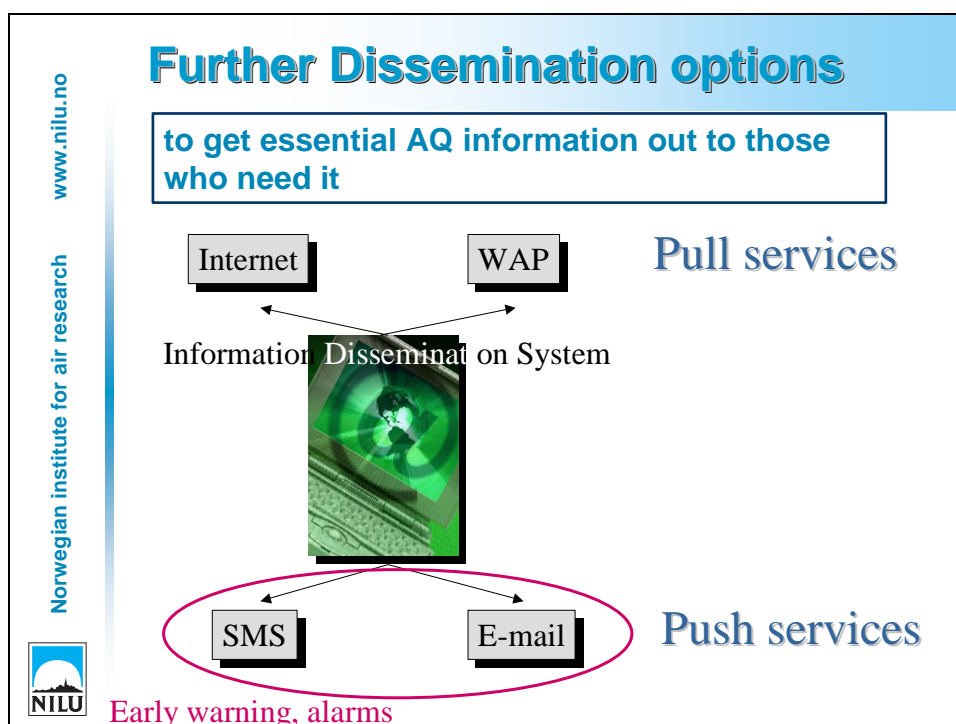 Further Dissemination options
to get essential AQ information out to those
who need it
Internet
WAP
Pull services
Information Disseminat on System
SMS
E-mail
Push services
Early warning, alarms
www.nilu.no
Norwegian institute for air research
NILU